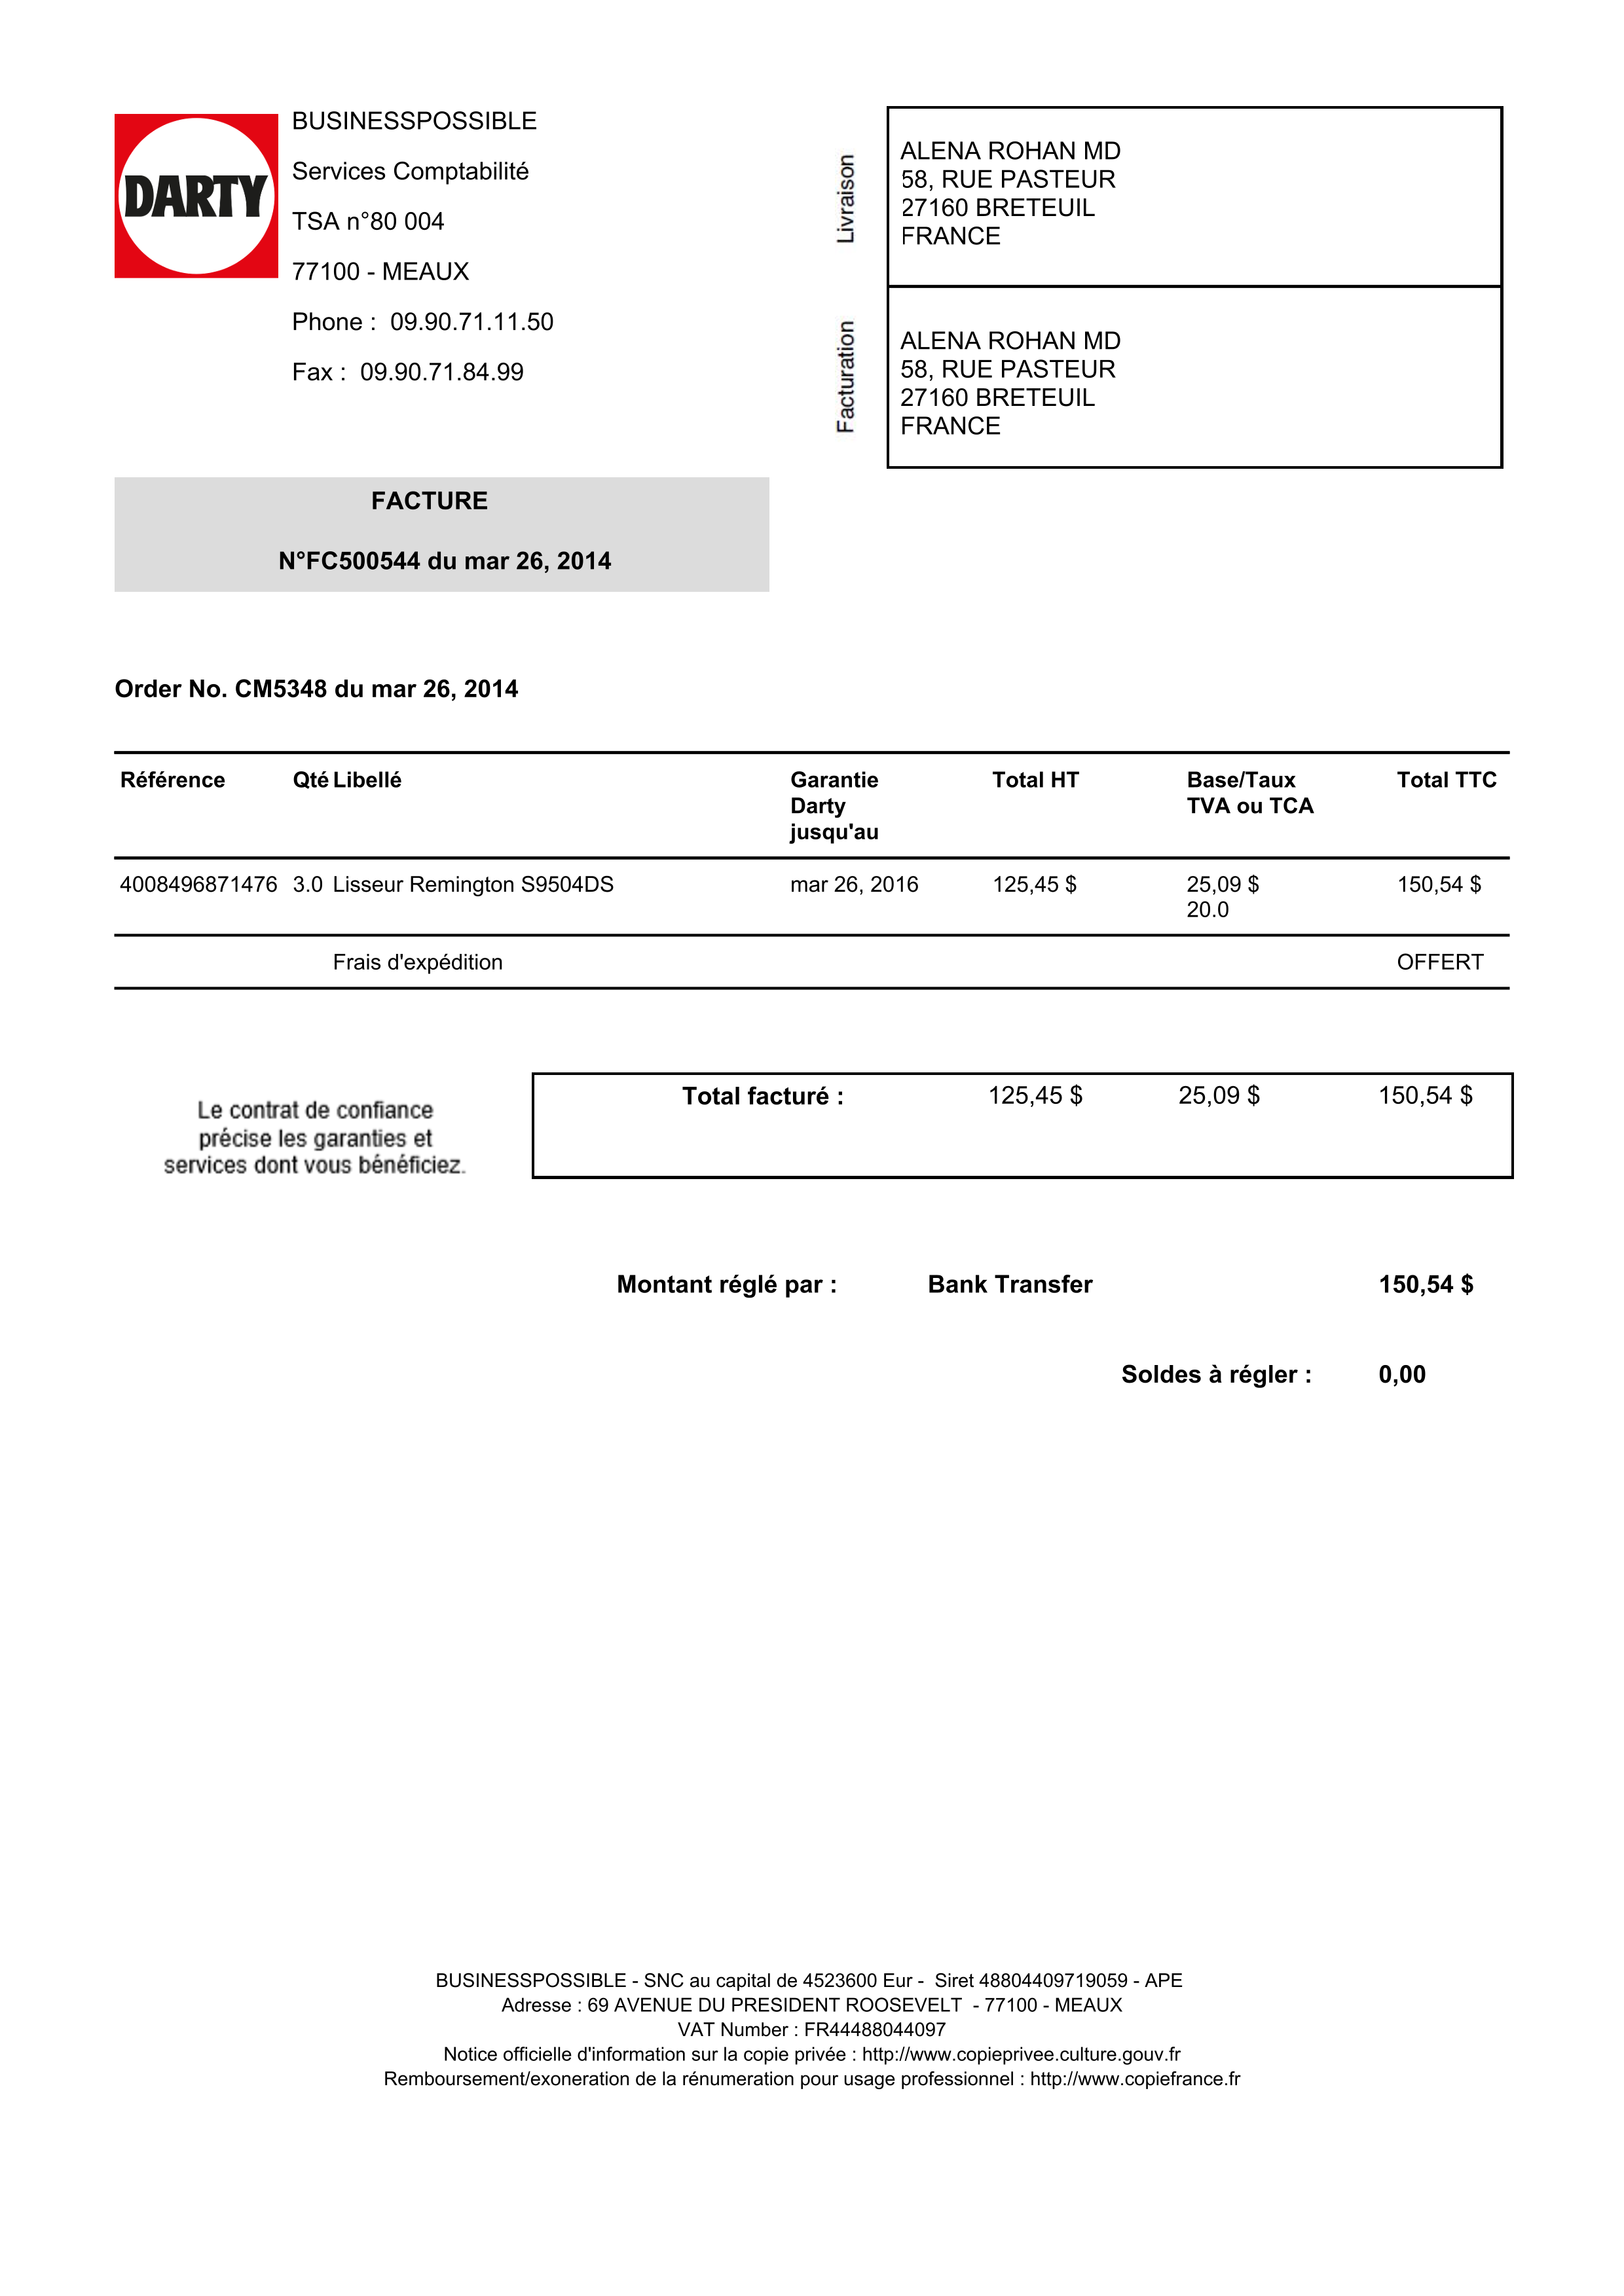 DARTY
BUSINESSPOSSIBLE
Services Comptabilité
TSA n°80 004
77100 - MEAUX
Phone : 09.90.71.11.50
Fax : 09.90.71.84.99
Livraison
ALENA ROHAN MD
58, RUE PASTEUR
27160 BRETEUIL
FRANCE
Facturation
ALENA ROHAN MD
58, RUE PASTEUR
27160 BRETEUIL
FRANCE
FACTURE
N°FC500544 du mar 26, 2014
Order No. CM5348 du mar 26, 2014
Référence Qté Libellé Garantie Darty jusqu'au Total HT Base/Taux TVA ou TCA Total TTC
4008496871476 3.0 Lisseur Remington S9504DS mar 26, 2016 125,45 $ 25,09 $ 20.0 150,54 $
Frais d'expédition OFFERT
Le contrat de confiance
précise les garanties et
services dont vous bénéficiez.
Total facturé : 125,45 $ 25,09 $ 150,54 $
Montant réglé par : Bank Transfer 150,54 $
Soldes à régler : 0,00
BUSINESSPOSSIBLE - SNC au capital de 4523600 Eur - Siret 48804409719059 - APE
Adresse : 69 AVENUE DU PRESIDENT ROOSEVELT - 77100 - MEAUX
VAT Number : FR44488044097
Notice officielle d'information sur la copie privée : http://www.copieprivee.culture.gouv.fr
Remboursement/exoneration de la rénumeration pour usage professionnel : http://www.copiefrance.fr